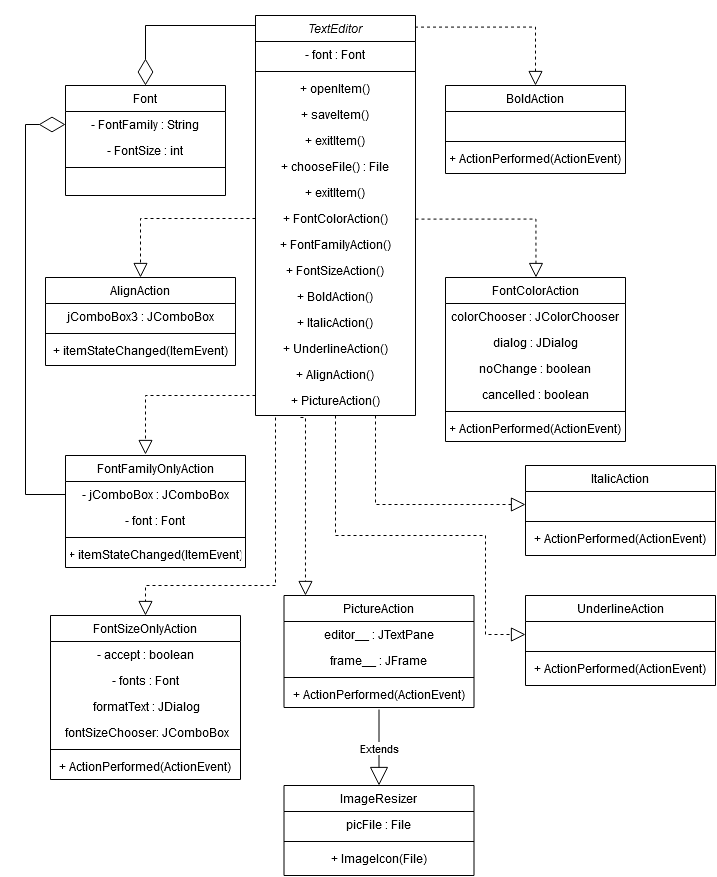 TextEditor
- font : Font
+ openItem()
+ saveItem()
+ exitItem()
+ chooseFile() : File
+ exitItem()
+ FontColorAction()
+ FontFamilyAction()
+ FontSizeAction()
+ BoldAction()
+ ItalicAction()
+ UnderlineAction()
+ AlignAction()
+ PictureAction()
Font
- FontFamily : String
- FontSize : int
BoldAction
+ ActionPerformed(ActionEvent)
AlignAction
jComboBox3 : JComboBox
+ itemStateChanged(ItemEvent)
FontColorAction
colorChooser : JColorChooser
dialog : JDialog
noChange : boolean
cancelled : boolean
+ ActionPerformed(ActionEvent)
FontFamilyOnlyAction
- jComboBox : JComboBox
- font : Font
+ itemStateChanged(ItemEvent)
ItalicAction
+ ActionPerformed(ActionEvent)
FontSizeOnlyAction
- accept : boolean
- fonts : Font
formatText : JDialog
fontSizeChooser: JComboBox
+ ActionPerformed(ActionEvent)
PictureAction
editor__ : JTextPane
frame__ : JFrame
+ ActionPerformed(ActionEvent)
UnderlineAction
+ ActionPerformed(ActionEvent)
Extends
ImageResizer
picFile : File
+ ImageIcon(File)